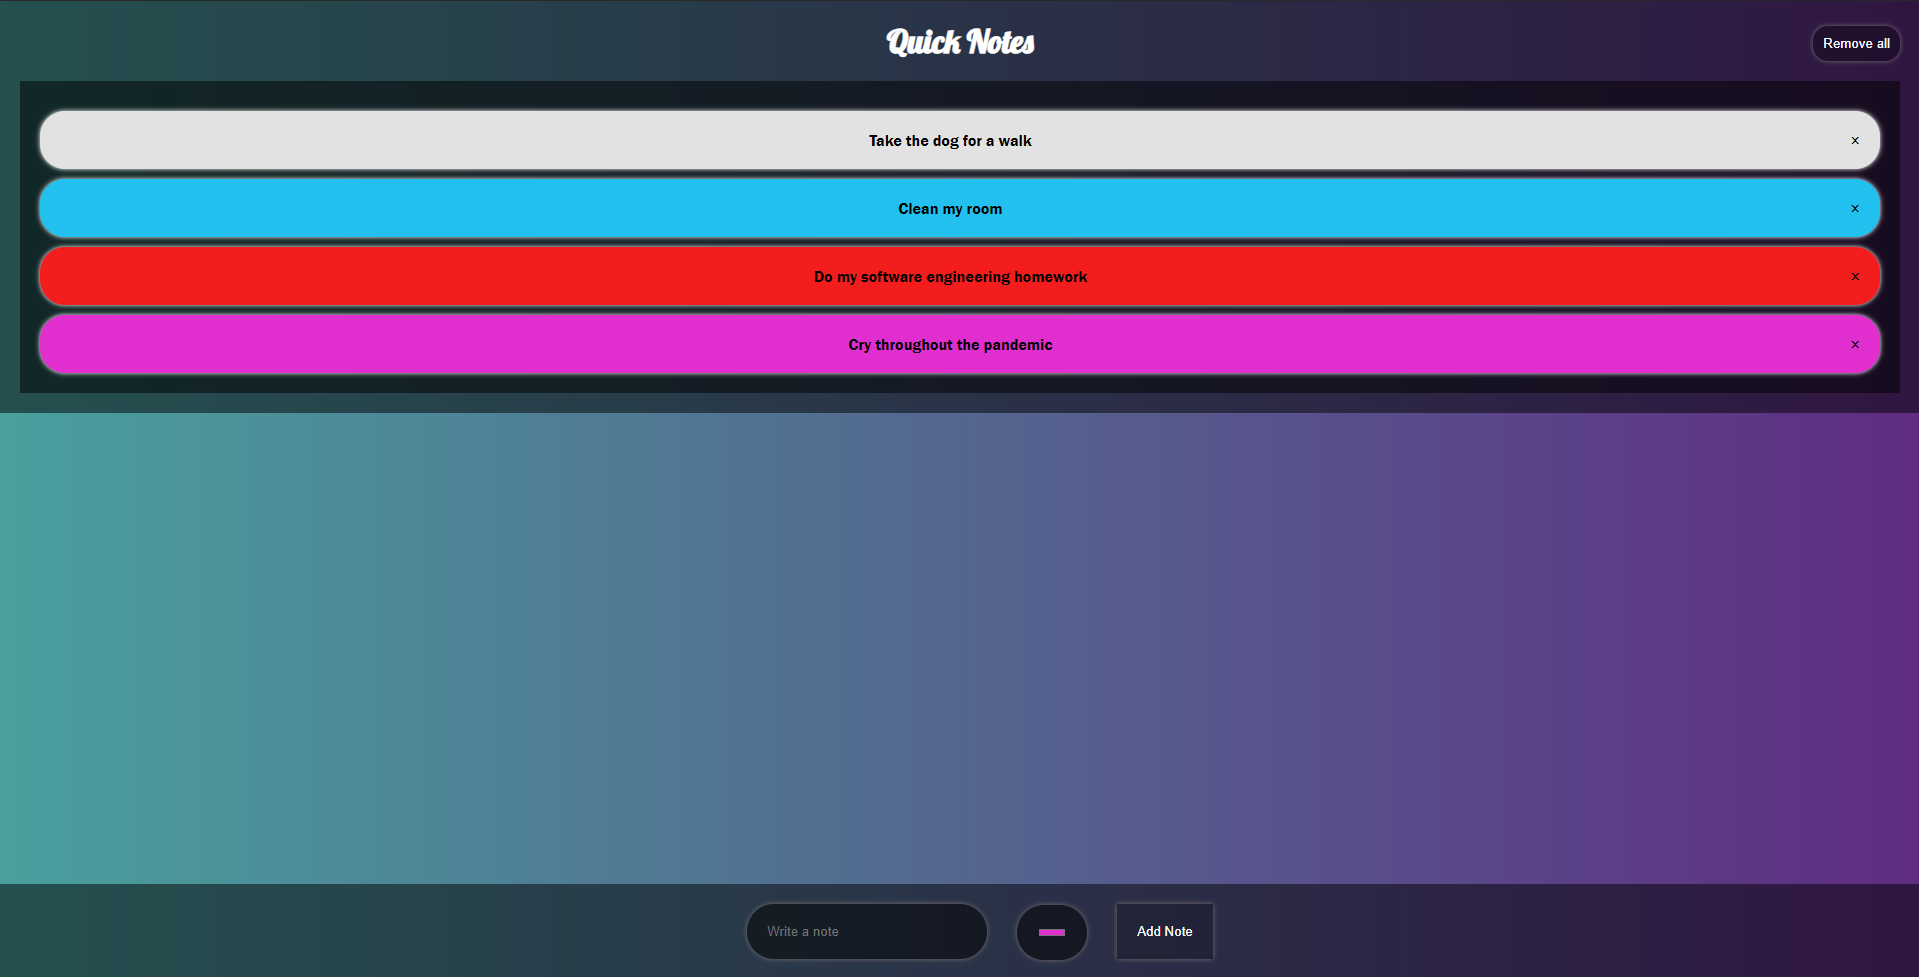 Quick Notes
Remove all
Take the dog for a walk
×
Clean my room
×
Do my software engineering homework
×
Cry throughout the pandemic
×
Write a note
Add Note